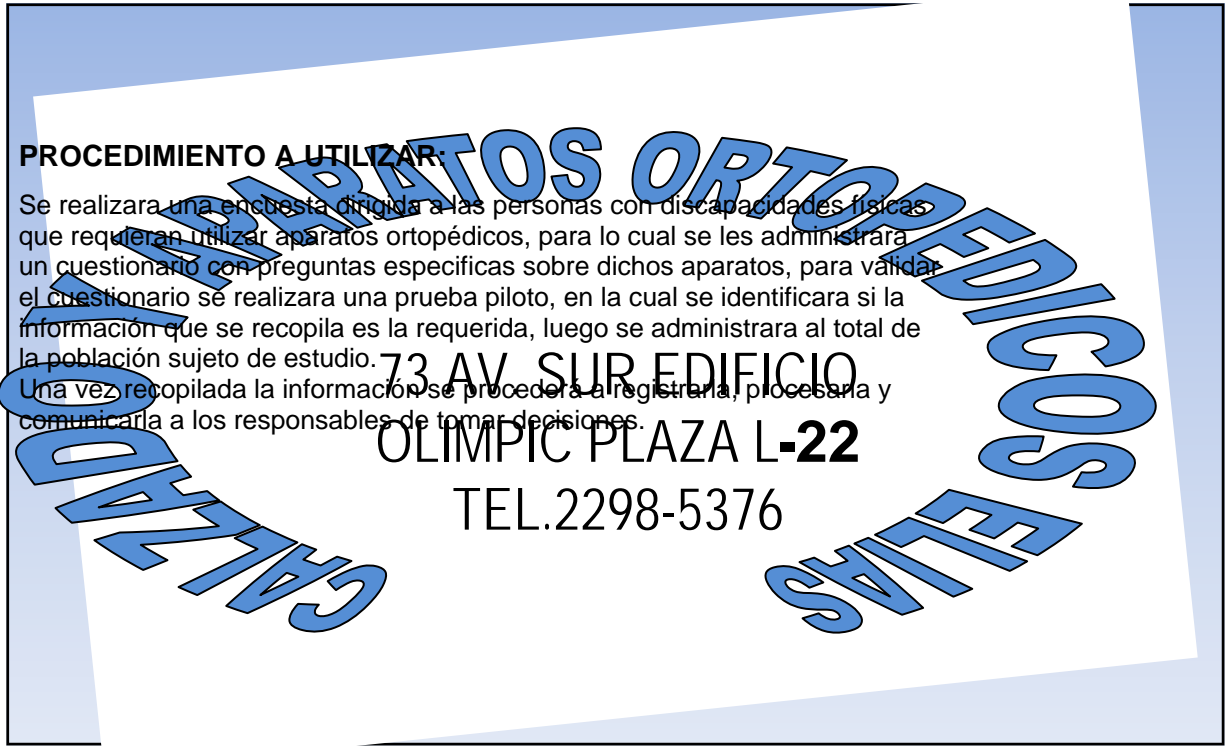 PROCEDIMIENTO A UTILIZAR:
Se realizara una encuesta dirigida a las personas con discapacidades físicas
que requieran utilizar aparatos ortopédicos, para lo cual se les administrara
un cuestionario con preguntas especificas sobre dichos aparatos, para validar
el cuestionario se realizara una prueba piloto, en la cual se identificara si la
información que se recopila es la requerida, luego se administrara al total de
la población sujeto de estudio.
Una vez recopilada la información se procederá a registrarla, procesarla y
comunicarla a los responsables de tomar decisiones.
CALZADO Y APARATOS ORTOPEDICOS ELIAS
73 AV. SUR EDIFICIO
OLIMPIC PLAZA L-22
TEL.2298-5376